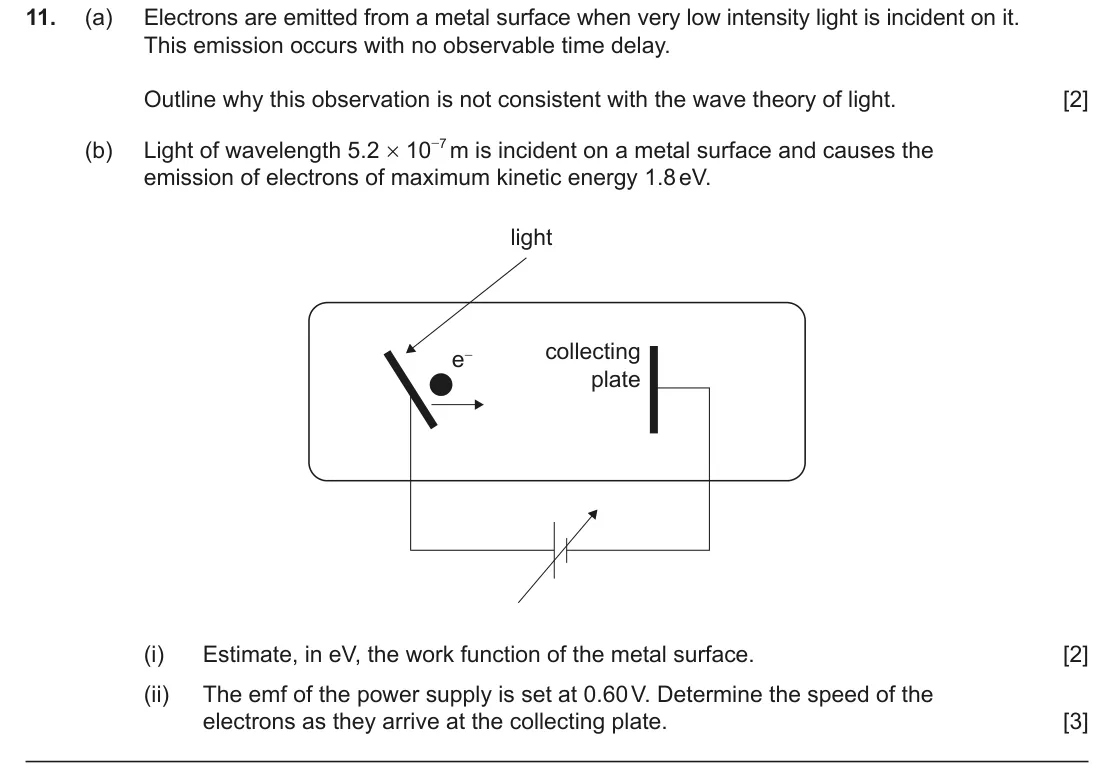 11. (a) Electrons are emitted from a metal surface when very low intensity light is incident on it.
This emission occurs with no observable time delay.
Outline why this observation is not consistent with the wave theory of light. [2]
(b) Light of wavelength 5.2 × 10⁻⁷ m is incident on a metal surface and causes the
emission of electrons of maximum kinetic energy 1.8 eV.
light
e⁻
collecting
plate
(i) Estimate, in eV, the work function of the metal surface. [2]
(ii) The emf of the power supply is set at 0.60 V. Determine the speed of the
electrons as they arrive at the collecting plate. [3]